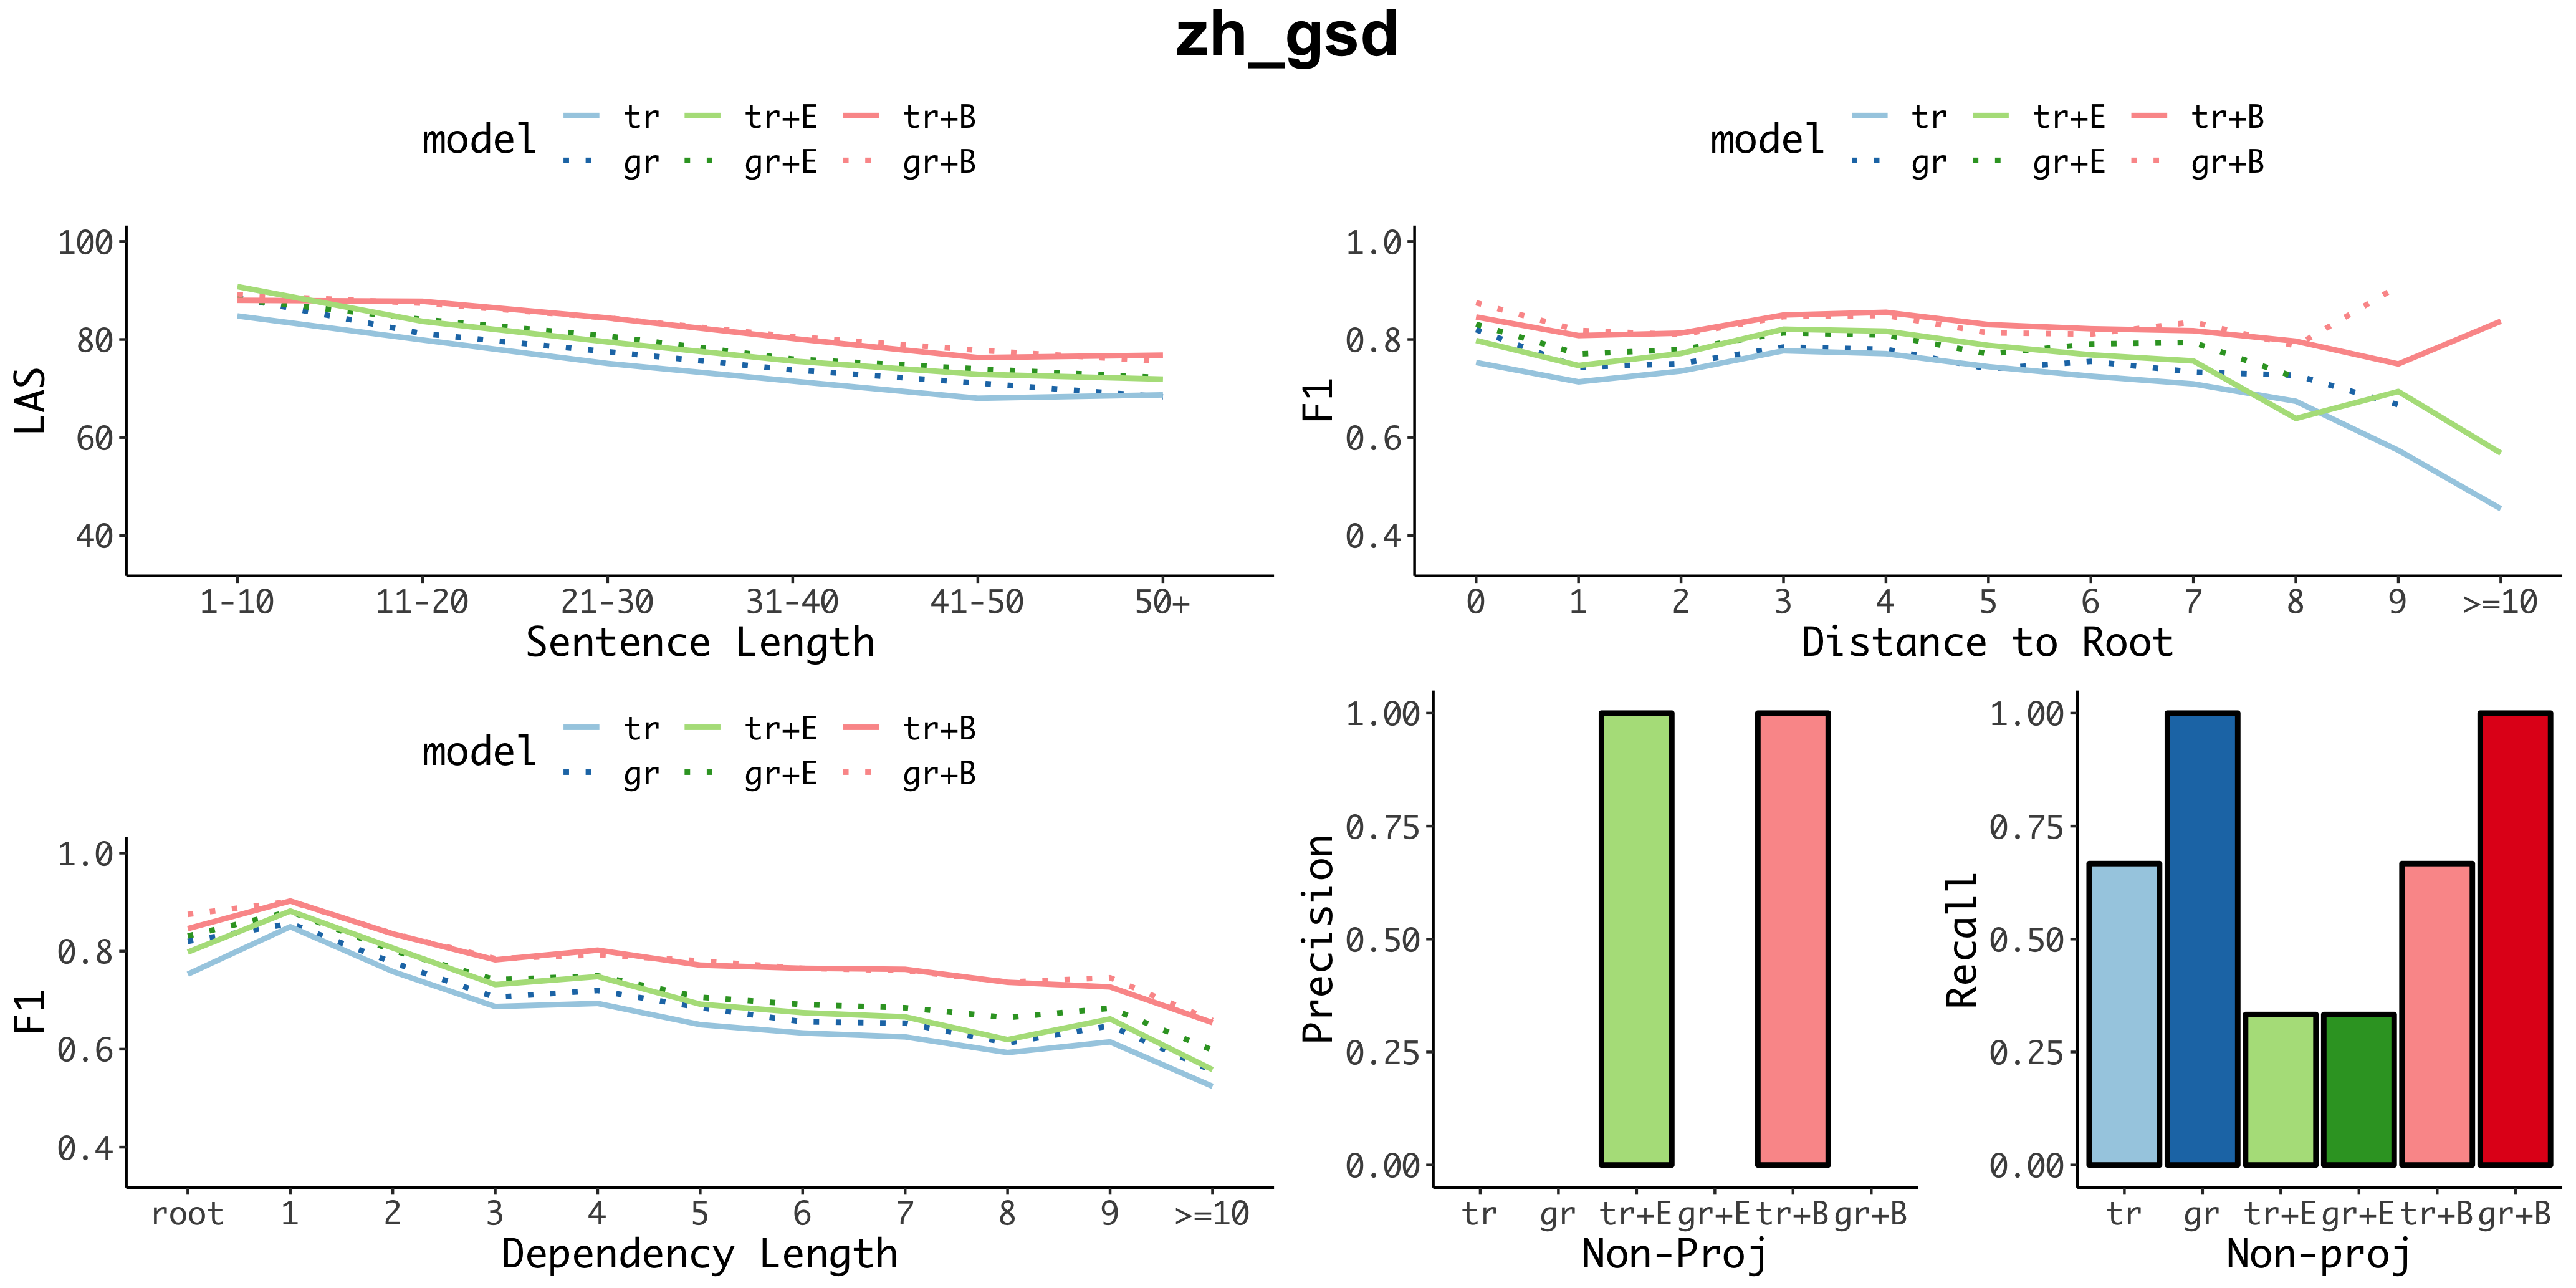 zh_gsd
model tr tr+E tr+B
gr gr+E gr+B
LAS
100
80
60
40
1-10 11-20 21-30 31-40 41-50 50+
Sentence Length
model tr tr+E tr+B
gr gr+E gr+B
F1
1.0
0.8
0.6
0.4
0 1 2 3 4 5 6 7 8 9 >=10
Distance to Root
model tr tr+E tr+B
gr gr+E gr+B
F1
1.0
0.8
0.6
0.4
root 1 2 3 4 5 6 7 8 9 >=10
Dependency Length
Precision
1.00
0.75
0.50
0.25
0.00
tr gr tr+E gr+E tr+B gr+B
Non-Proj
Recall
1.00
0.75
0.50
0.25
0.00
tr gr tr+E gr+E tr+B gr+B
Non-proj